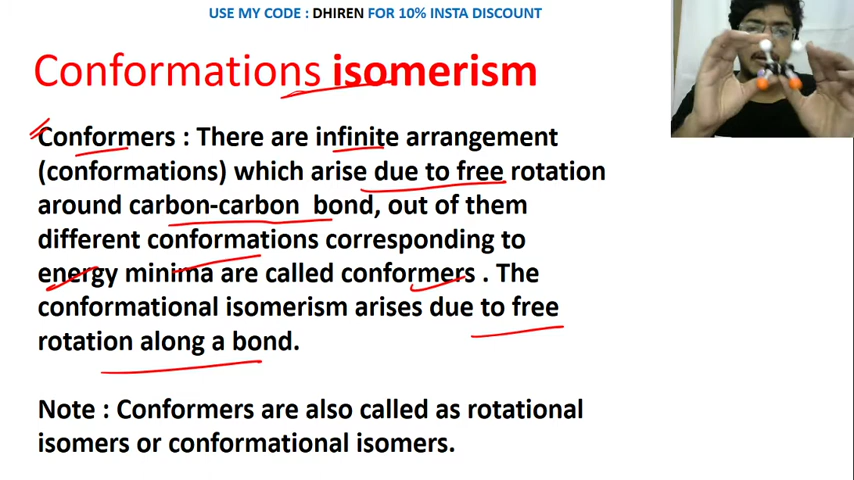 USE MY CODE : DHIREN FOR 10% INSTA DISCOUNT
Conformations isomerism
Conformers : There are infinite arrangement
(conformations) which arise due to free rotation
around carbon-carbon bond, out of them
different conformations corresponding to
energy minima are called conformers . The
conformational isomerism arises due to free
rotation along a bond.
Note : Conformers are also called as rotational
isomers or conformational isomers.